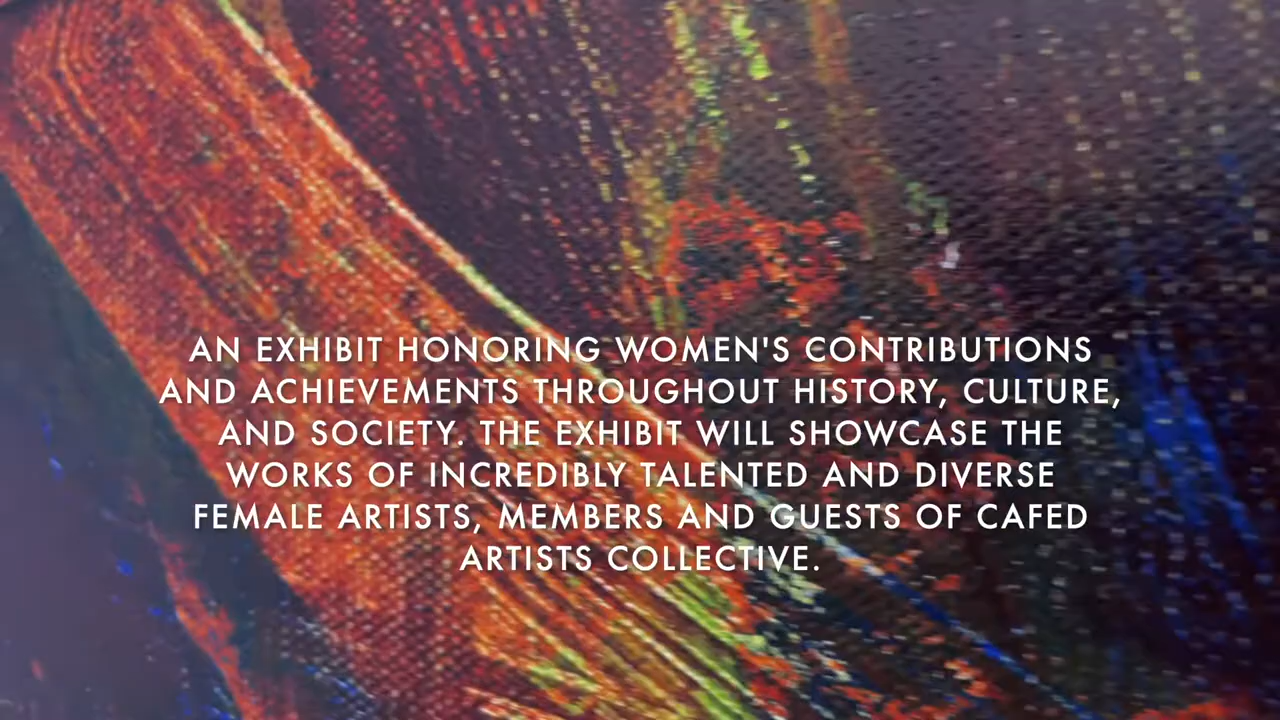 AN EXHIBIT HONORING WOMEN'S CONTRIBUTIONS
AND ACHIEVEMENTS THROUGHOUT HISTORY, CULTURE,
AND SOCIETY. THE EXHIBIT WILL SHOWCASE THE
WORKS OF INCREDIBLY TALENTED AND DIVERSE
FEMALE ARTISTS, MEMBERS AND GUESTS OF CAFED
ARTISTS COLLECTIVE.